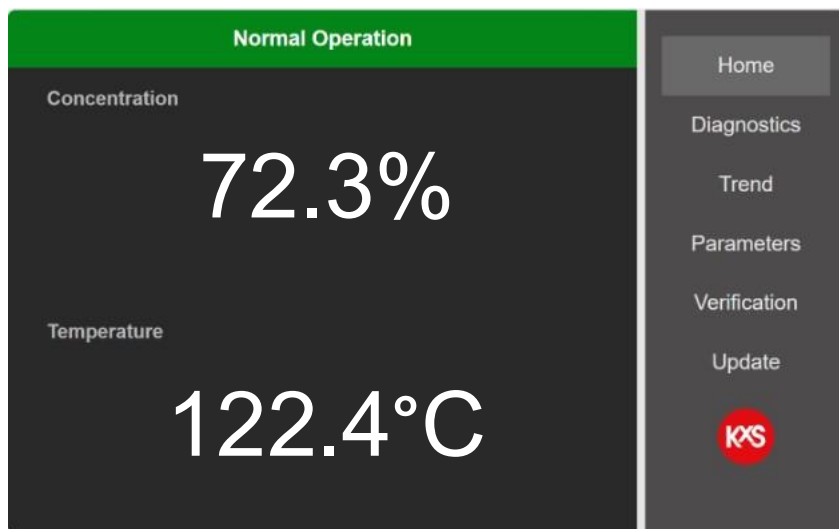 Normal Operation
Concentration
72.3%
Temperature
122.4°C
Home
Diagnostics
Trend
Parameters
Verification
Update
KXS